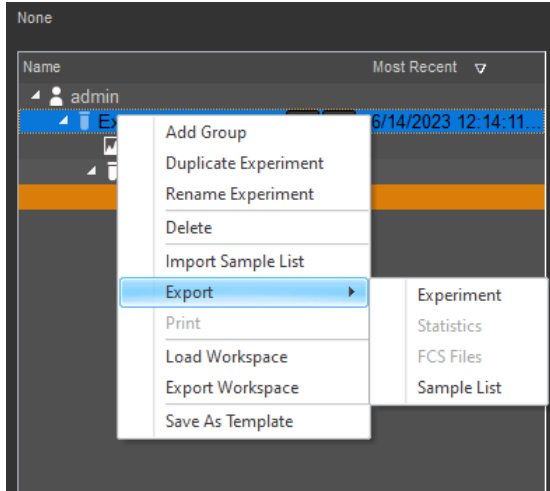 None
Name Most Recent
admin
6/14/2023 12:14:11...
Add Group
Duplicate Experiment
Rename Experiment
Delete
Import Sample List
Export
Experiment
Print
Statistics
FCS Files
Load Workspace
Sample List
Export Workspace
Save As Template